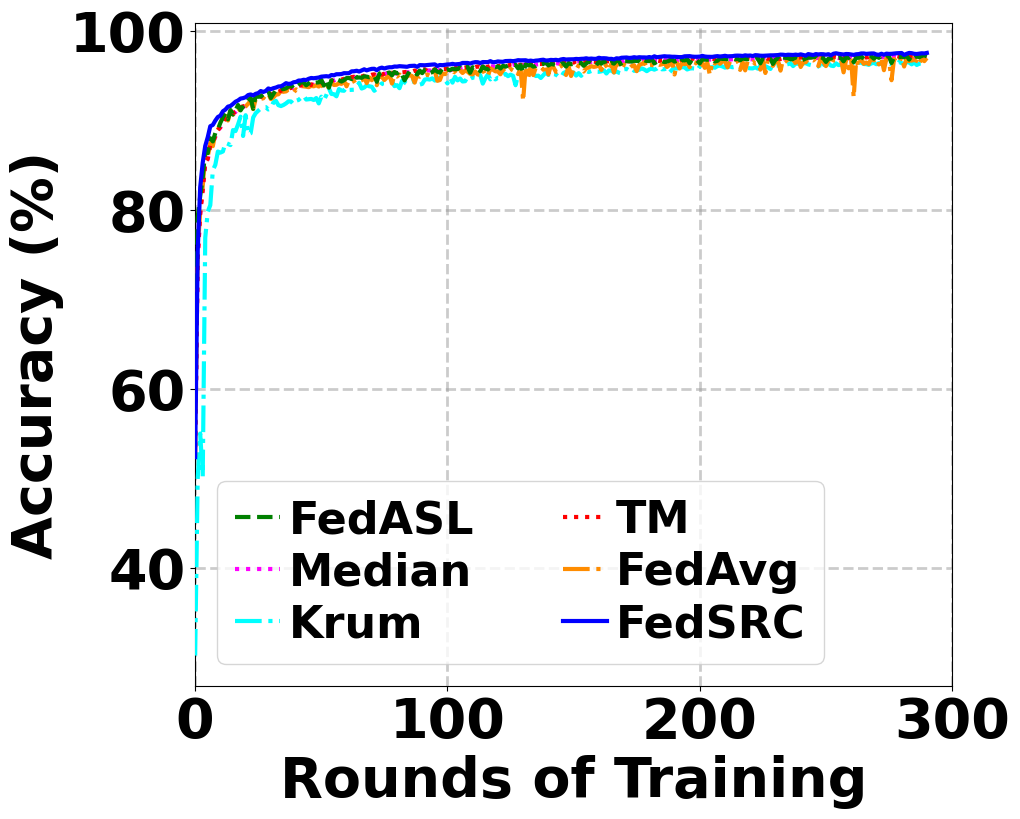 100
80
60
40
Accuracy (%)
FedASL
Median
Krum
TM
FedAvg
FedSRC
0 100 200 300
Rounds of Training